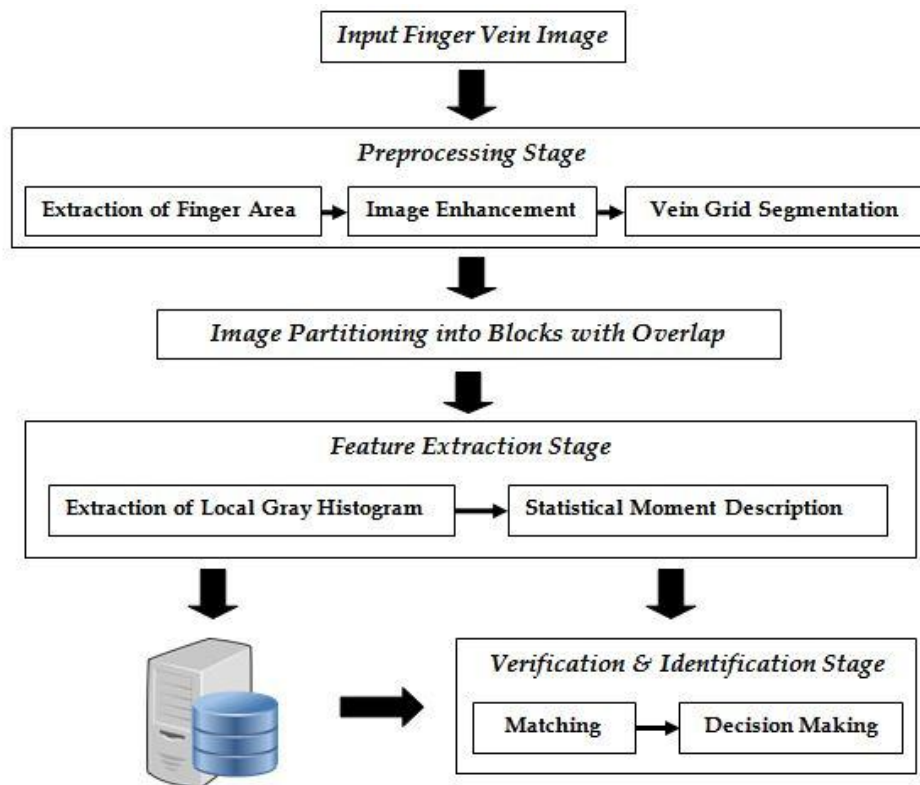 Input Finger Vein Image
Preprocessing Stage
Extraction of Finger Area
Image Enhancement
Vein Grid Segmentation
Image Partitioning into Blocks with Overlap
Feature Extraction Stage
Extraction of Local Gray Histogram
Statistical Moment Description
Verification & Identification Stage
Matching
Decision Making